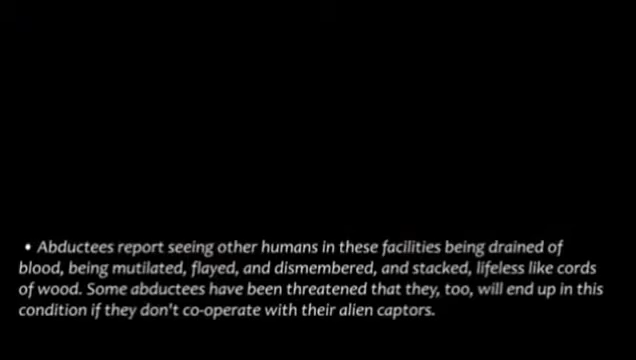 • Abductees report seeing other humans in these facilities being drained of
blood, being mutilated, flayed, and dismembered, and stacked, lifeless like cords
of wood. Some abductees have been threatened that they, too, will end up in this
condition if they don't co-operate with their alien captors.